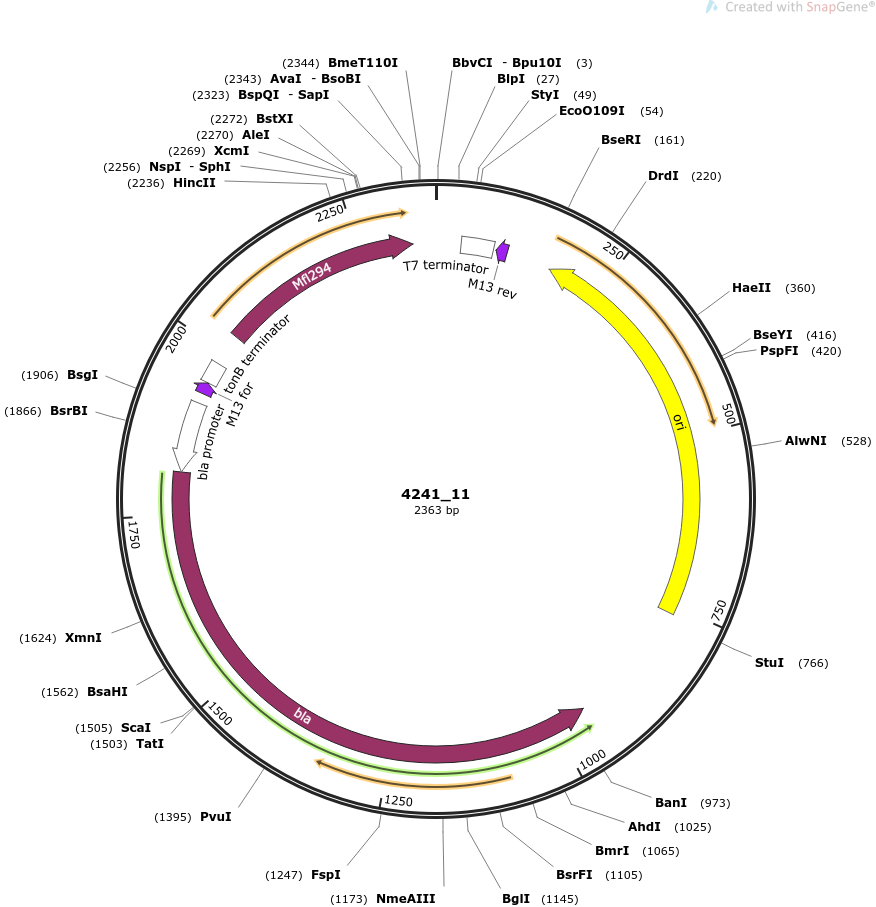 Created with SnapGene®
(2344) BmeT110I
(2343) AvaI - BsoBI
(2323) BspQI - SapI
(2272) BstXI
(2270) AleI
(2269) XcmI
(2256) NspI - SphI
(2236) HincII
BbvCI - Bpu10I (3)
BlpI (27)
StyI (49)
EcoO109I (54)
BseRI (161)
DrdI (220)
HaeII (360)
BseYI (416)
PspFI (420)
AlwNI (528)
StuI (766)
BanI (973)
AhdI (1025)
BmrI (1065)
BsrFI (1105)
BglI (1145)
(1173) NmeAIII
(1247) FspI
(1395) PvuI
(1503) TatI
(1505) ScaI
(1562) BsaHI
(1624) XmnI
(1866) BsrBI
(1906) BsgI
250
500
750
1000
1250
1500
1750
2000
2250
Mfl294
T7 terminator
M13 rev
tonB terminator
M13 for
bla promoter
ori
bla
4241_11
2363 bp